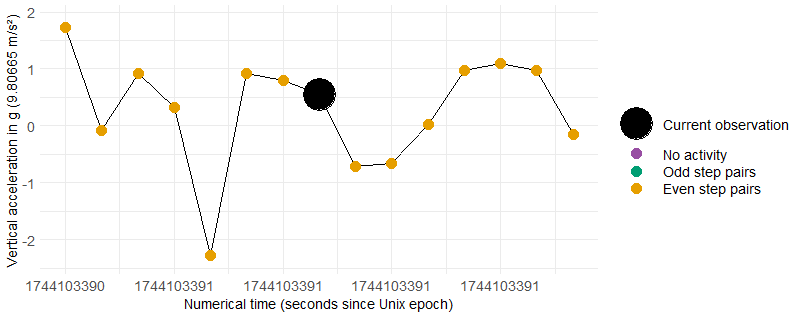 2
1
0
-1
-2
Vertical acceleration in g (9.80665 m/s²)
1744103390 1744103391 1744103391 1744103391 1744103391
Numerical time (seconds since Unix epoch)
Current observation
No activity
Odd step pairs
Even step pairs